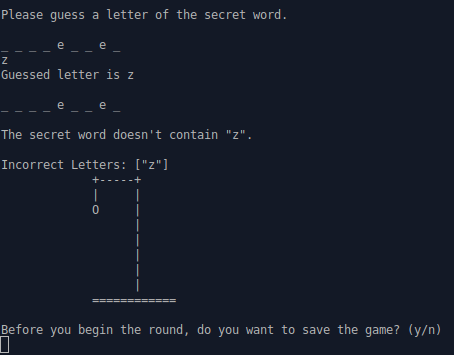 Please guess a letter of the secret word.
_ _ _ _ e _ _ e _
z
Guessed letter is z
_ _ _ _ e _ _ e _
The secret word doesn't contain "z".
Incorrect Letters: ["z"]
+-----+
|     |
O     |
|
|
|
|
|
============
Before you begin the round, do you want to save the game? (y/n)